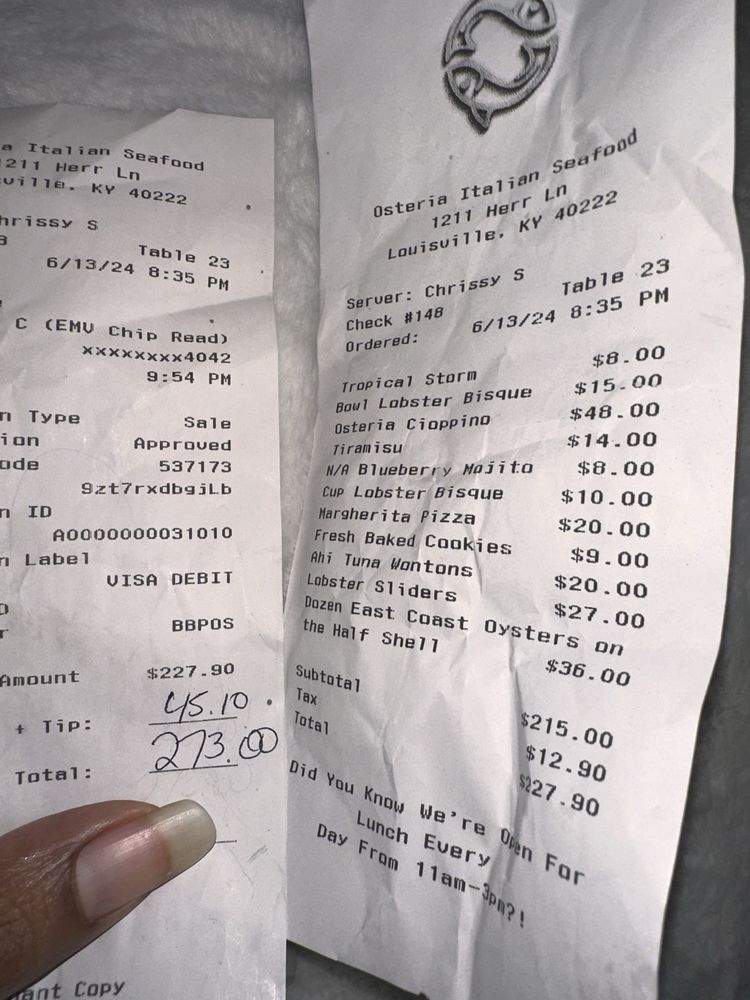 a Italian Seafood
1211 Herr Ln
ville, KY 40222
hrissy S
Table 23
6/13/24 8:35 PM
C (EMV Chip Read)
xxxxxxxx4042
9:54 PM
n Type Sale
ion Approved
ode 537173
9zt7rxdbgjLb
n ID
A0000000031010
n Label
VISA DEBIT
BBPOS
Amount $227.90
+ Tip: 45.10
Total: 273.00
ant Copy
Osteria Italian Seafood
1211 Herr Ln
Louisville, KY 40222
Server: Chrissy S
Check #148 Table 23
Ordered: 6/13/24 8:35 PM
Tropical Storm $8.00
Bowl Lobster Bisque $15.00
Osteria Cioppino $48.00
Tiramisu $14.00
N/A Blueberry Mojito $8.00
Cup Lobster Bisque $10.00
Margherita Pizza $20.00
Fresh Baked Cookies $9.00
Ahi Tuna Wontons $20.00
Lobster Sliders $27.00
Dozen East Coast Oysters on
the Half Shell $36.00
Subtotal $215.00
Tax $12.90
Total $227.90
Did You Know We're Open For
Lunch Every
Day From 11am-3pm?!